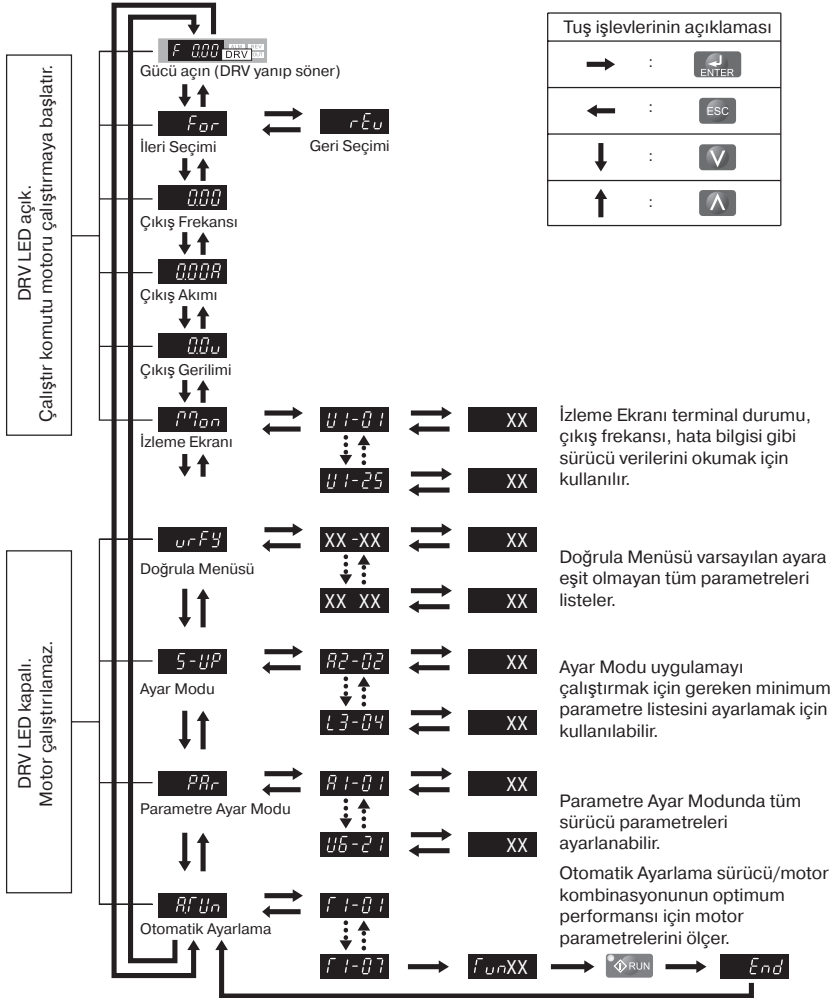 Tuş işlevlerinin açıklaması
: ENTER
: ESC
:
:
DRV LED açık.
Çalıştır komutu motoru çalıştırmaya başlatır.
F 0.00 DRV
Gücü açın (DRV yanıp söner)
For
rEv
İleri Seçimi
Geri Seçimi
0.00
Çıkış Frekansı
0.00A
Çıkış Akımı
0.0v
Çıkış Gerilimi
Mon
U1-01
XX
İzleme Ekranı
U1-25
XX
İzleme Ekranı terminal durumu,
çıkış frekansı, hata bilgisi gibi
sürücü verilerini okumak için
kullanılır.
DRV LED kapalı.
Motor çalıştırılamaz.
vrFY
XX -XX
XX
Doğrula Menüsü
XX XX
XX
Doğrula Menüsü varsayılan ayara
eşit olmayan tüm parametreleri
listeler.
S-UP
A2-02
XX
Ayar Modu
L3-04
XX
Ayar Modu uygulamayı
çalıştırmak için gereken minimum
parametre listesini ayarlamak için
kullanılabilir.
PAr
A1-01
XX
Parametre Ayar Modu
U6-21
XX
Parametre Ayar Modunda tüm
sürücü parametreleri
ayarlanabilir.
A.TUn
T1-01
Otomatik Ayarlama
Otomatik Ayarlama sürücü/motor
kombinasyonunun optimum
performansı için motor
parametrelerini ölçer.
T1-07
TunXX
RUN
End